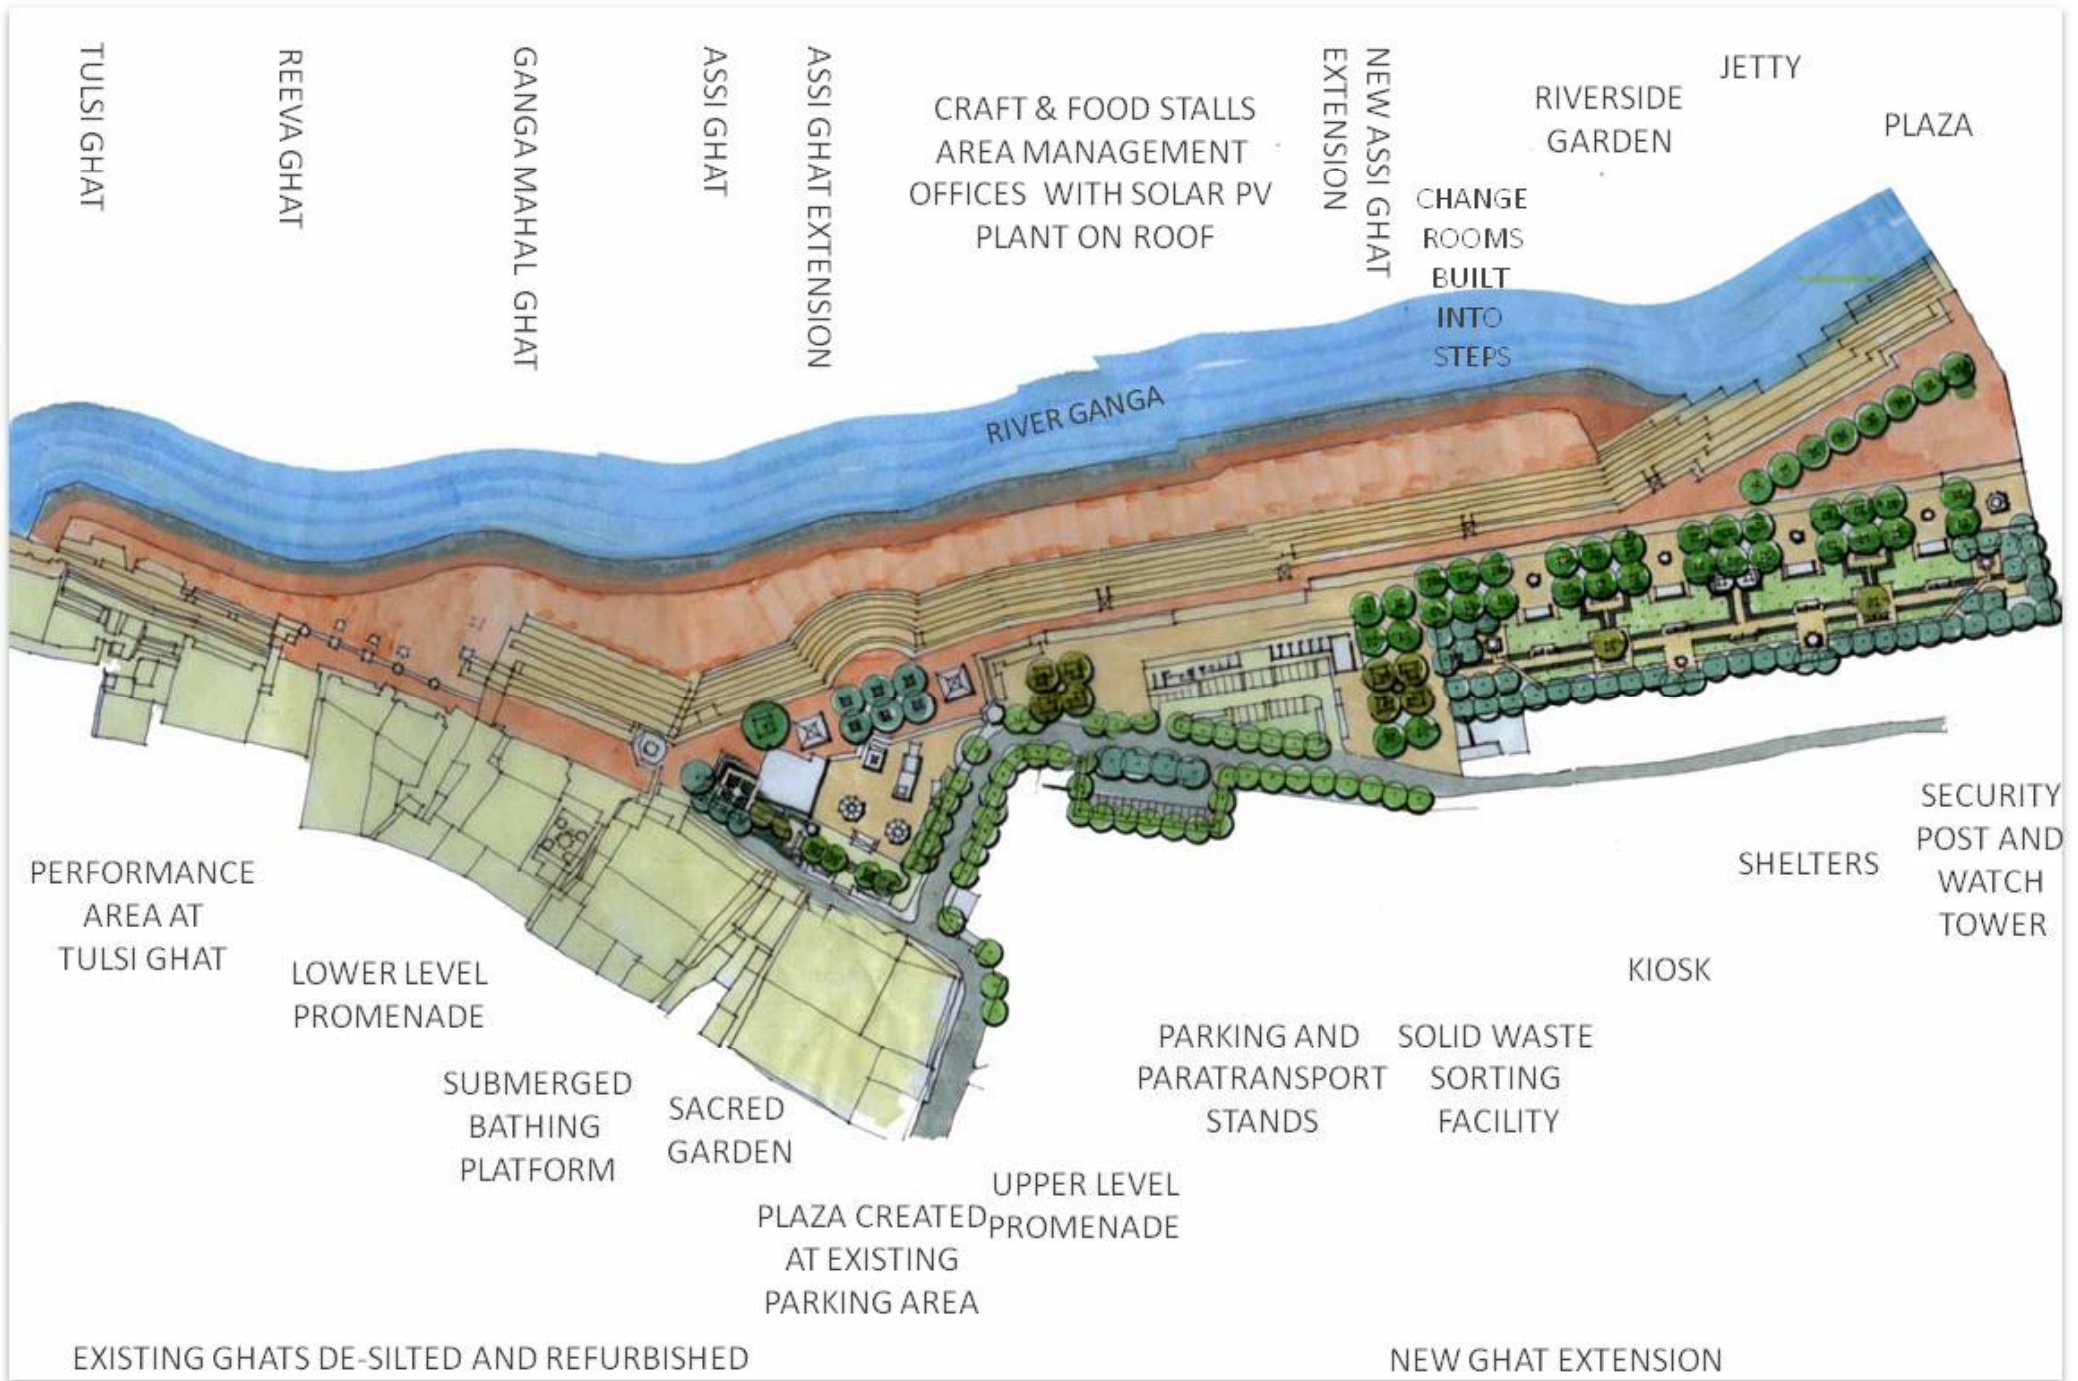 TULSI GHAT
REEVA GHAT
GANGA MAHAL GHAT
ASSI GHAT
ASSI GHAT EXTENSION
CRAFT & FOOD STALLS
AREA MANAGEMENT
OFFICES WITH SOLAR PV
PLANT ON ROOF
NEW ASSI GHAT
EXTENSION
CHANGE
ROOMS
BUILT
INTO
STEPS
RIVERSIDE
GARDEN
JETTY
PLAZA
RIVER GANGA
PERFORMANCE
AREA AT
TULSI GHAT
LOWER LEVEL
PROMENADE
SUBMERGED
BATHING
PLATFORM
SACRED
GARDEN
PLAZA CREATED
AT EXISTING
PARKING AREA
UPPER LEVEL
PROMENADE
PARKING AND
PARATRANSPORT
STANDS
SOLID WASTE
SORTING
FACILITY
KIOSK
SHELTERS
SECURITY
POST AND
WATCH
TOWER
EXISTING GHATS DE-SILTED AND REFURBISHED
NEW GHAT EXTENSION